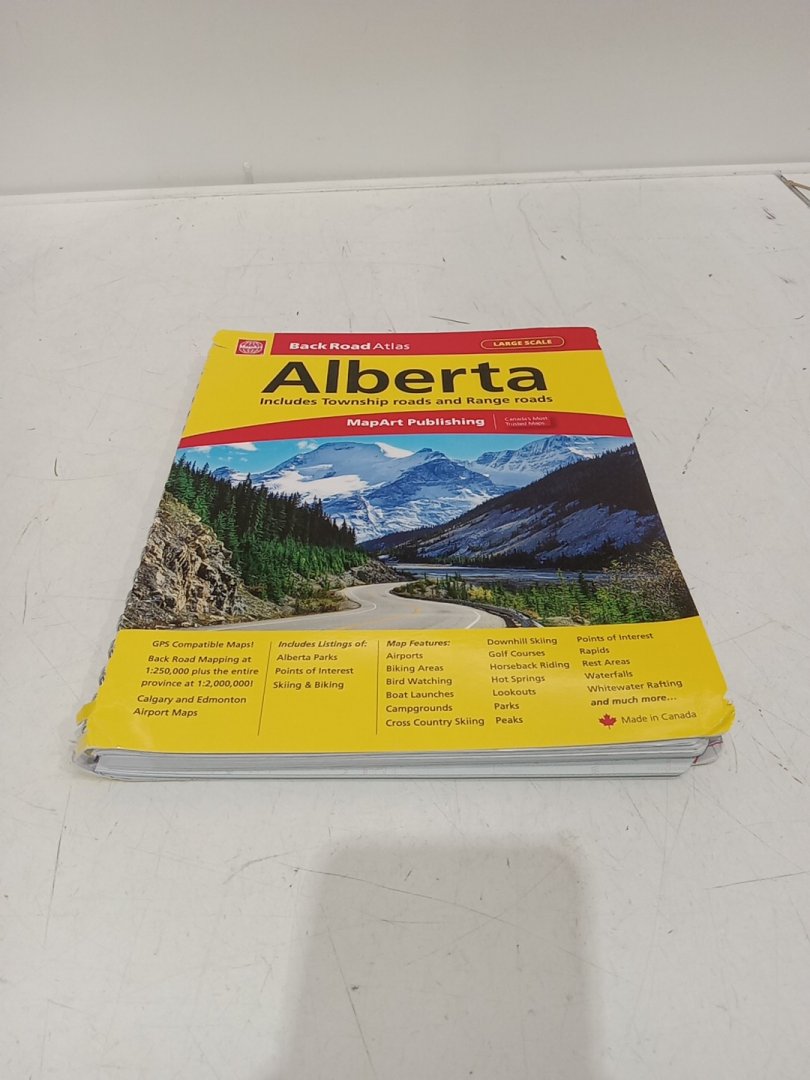 BackRoadAtlas
LARGE SCALE
Alberta
Includes Township roads and Range roads
MapArt Publishing
Canada's Most
Trusted Maps
GPS Compatible Maps!
Back Road Mapping at
1:250,000 plus the entire
province at 1:2,000,000!
Calgary and Edmonton
Airport Maps
Includes Listings of:
Alberta Parks
Points of Interest
Skiing & Biking
Map Features:
Airports
Biking Areas
Bird Watching
Boat Launches
Campgrounds
Cross Country Skiing
Downhill Skiing
Golf Courses
Horseback Riding
Hot Springs
Lookouts
Parks
Peaks
Points of Interest
Rapids
Rest Areas
Waterfalls
Whitewater Rafting
and much more...
Made in Canada